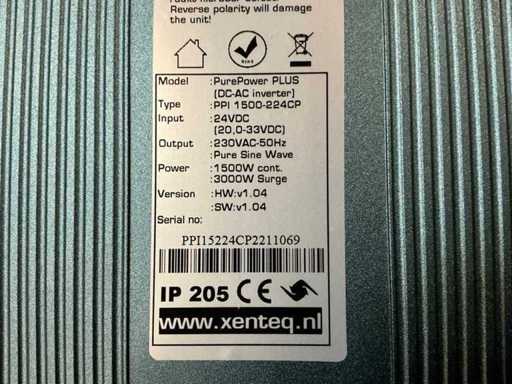 Reverse polarity will damage
the unit!
Model :PurePower PLUS
(DC-AC inverter)
Type :PPI 1500-224CP
Input :24VDC
(20,0-33VDC)
Output :230VAC-50Hz
:Pure Sine Wave
Power :1500W cont.
:3000W Surge
Version :HW:v1.04
:SW:v1.04
Serial no:
PPI15224CP2211069
IP 205 CE
www.xenteq.nl